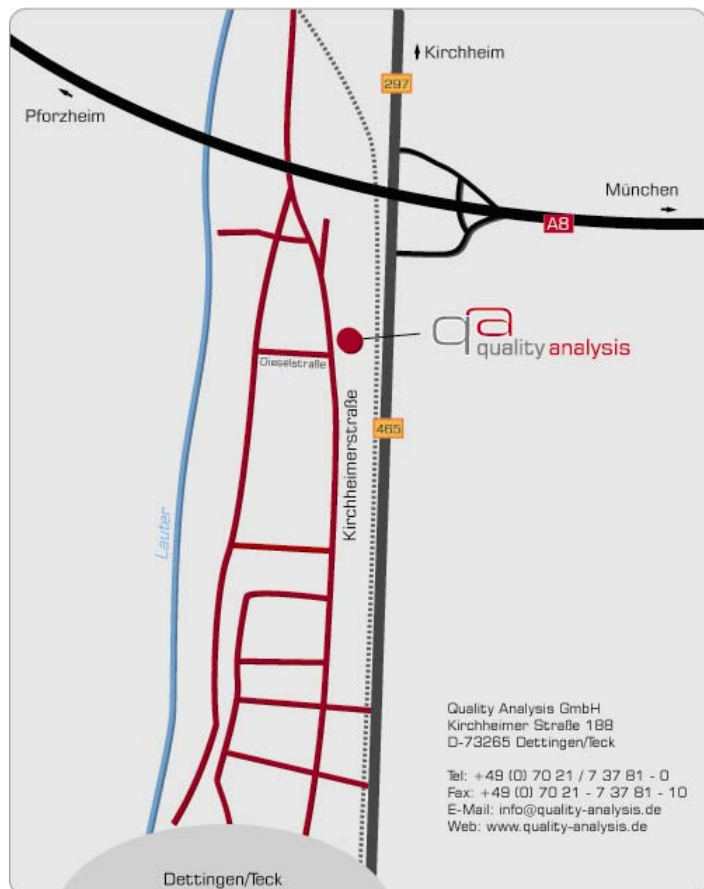 Kirchheim
297
Pforzheim
München
A8
qa
quality analysis
Dieselstraße
Kirchheimerstraße
465
Lauter
Quality Analysis GmbH
Kirchheimer Straße 188
D-73265 Dettingen/Teck
Tel: +49 (0) 70 21 / 7 37 81 - 0
Fax: +49 (0) 70 21 - 7 37 81 - 10
E-Mail: info@quality-analysis.de
Web: www.quality-analysis.de
Dettingen/Teck